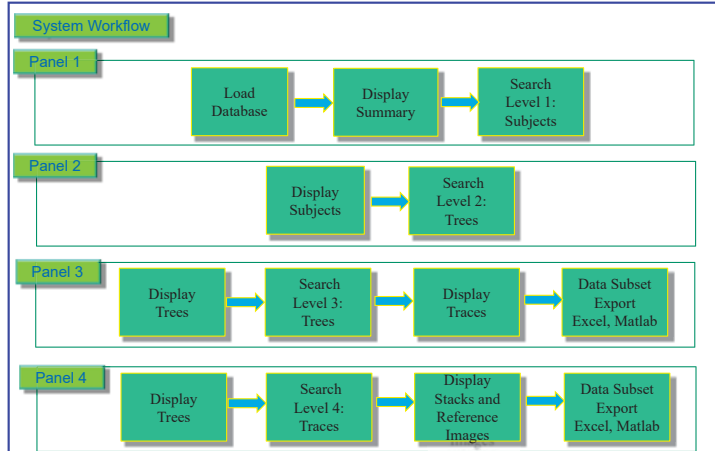 System Workflow
Panel 1
Load
Database
Display
Summary
Search
Level 1:
Subjects
Panel 2
Display
Subjects
Search
Level 2:
Trees
Panel 3
Display
Trees
Search
Level 3:
Trees
Display
Traces
Data Subset
Export
Excel, Matlab
Panel 4
Display
Trees
Search
Level 4:
Traces
Display
Stacks and
Reference
Images
Data Subset
Export
Excel, Matlab